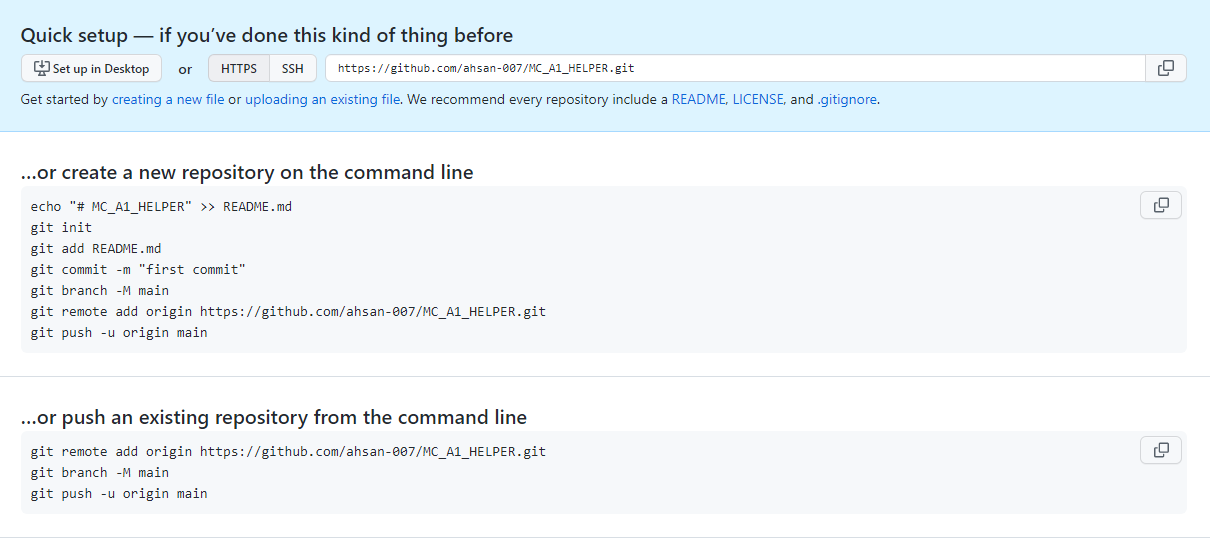 Quick setup — if you’ve done this kind of thing before
Set up in Desktop or HTTPS SSH https://github.com/ahsan-007/MC_A1_HELPER.git
Get started by creating a new file or uploading an existing file. We recommend every repository include a README, LICENSE, and .gitignore.
…or create a new repository on the command line
echo "# MC_A1_HELPER" >> README.md
git init
git add README.md
git commit -m "first commit"
git branch -M main
git remote add origin https://github.com/ahsan-007/MC_A1_HELPER.git
git push -u origin main
…or push an existing repository from the command line
git remote add origin https://github.com/ahsan-007/MC_A1_HELPER.git
git branch -M main
git push -u origin main